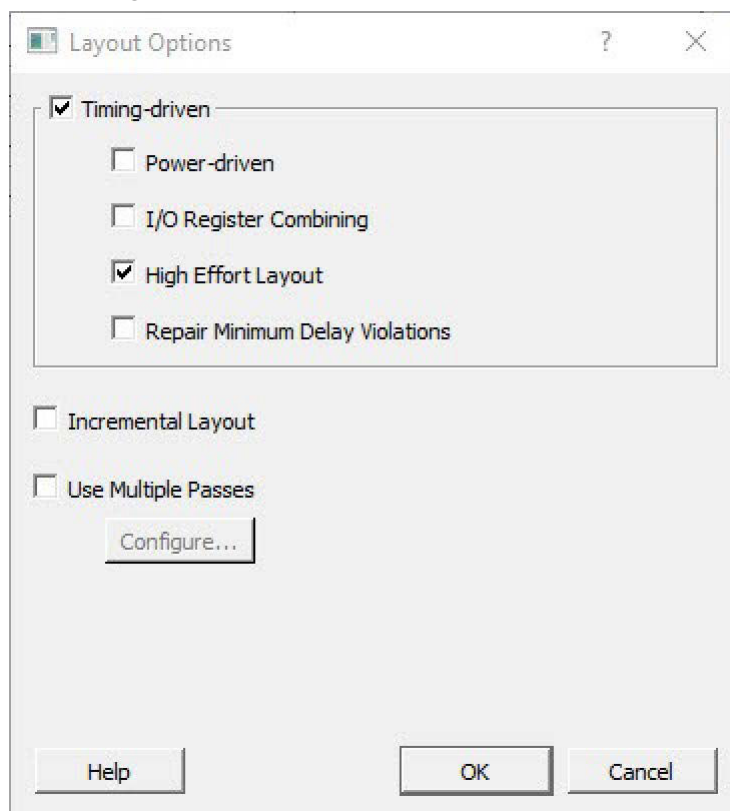 Layout Options
Timing-driven
Power-driven
I/O Register Combining
High Effort Layout
Repair Minimum Delay Violations
Incremental Layout
Use Multiple Passes
Configure...
Help OK Cancel